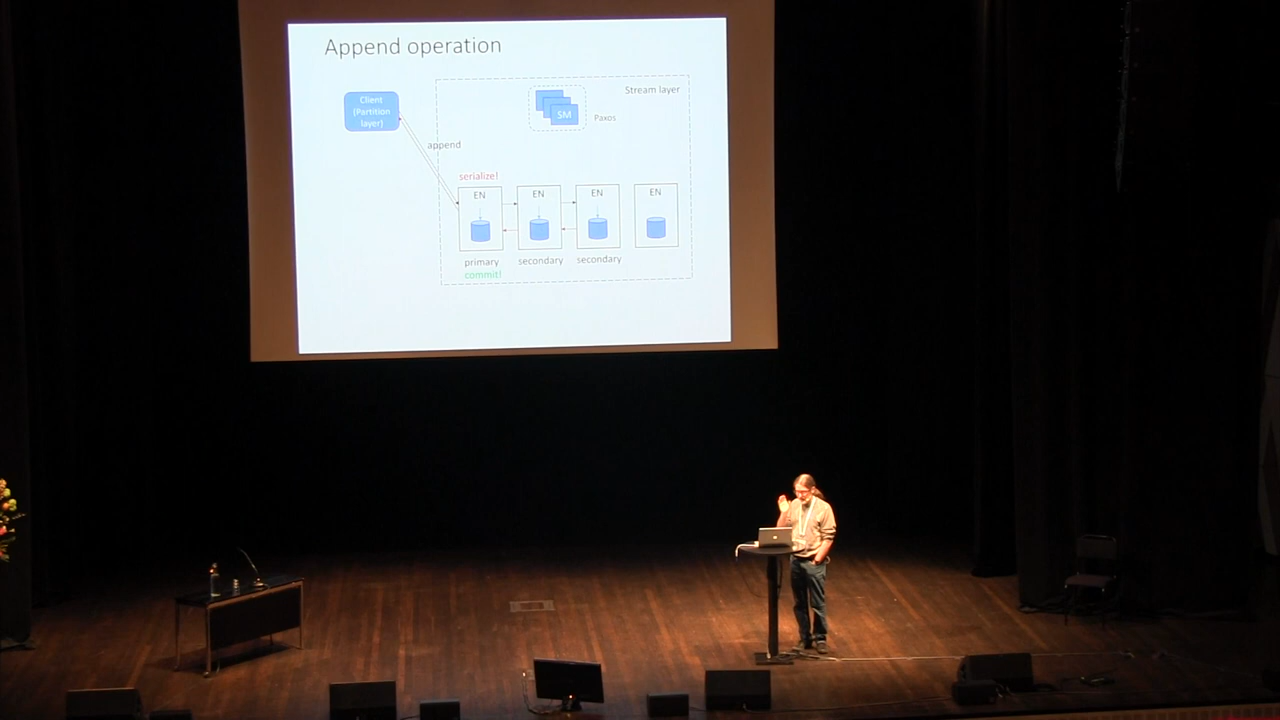 Append operation
Client
(Partition
layer)
Stream layer
SM
Paxos
append
serialize!
EN
EN
EN
EN
primary
secondary
secondary
commit!